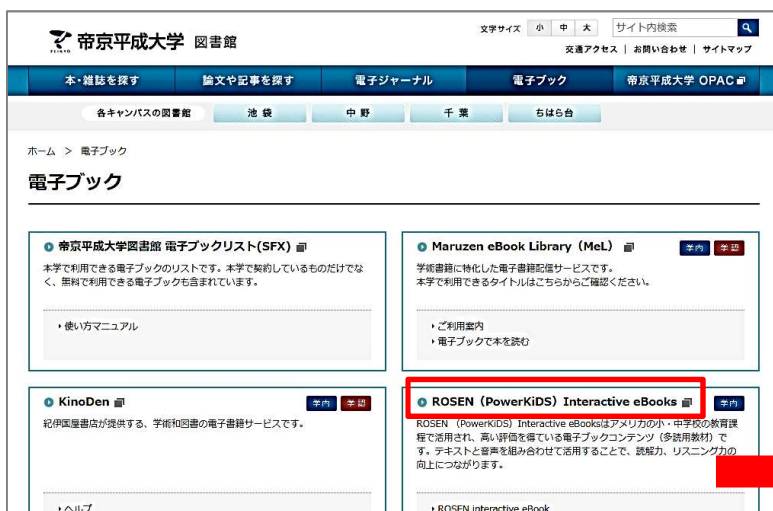 帝京平成大学 図書館
文字サイズ 小 中 大 サイト内検索
交通アクセス | お問い合わせ | サイトマップ
本・雑誌を探す 論文や記事を探す 電子ジャーナル 電子ブック 帝京平成大学 OPAC
各キャンパスの図書館 池袋 中野 千葉 ちはら台
ホーム > 電子ブック
電子ブック
帝京平成大学図書館 電子ブックリスト(SFX)
本学で利用できる電子ブックのリストです。本学で契約しているものだけでな
く、無料で利用できる電子ブックも含まれています。
使い方マニュアル
Maruzen eBook Library（MeL） 学内 学認
学術書籍に特化した電子書籍配信サービスです。
本学で利用できるタイトルはこちらからご確認ください。
ご利用案内
電子ブックで本を読む
KinoDen 学内 学認
紀伊國屋書店が提供する、学術和図書の電子書籍サービスです。
ヘルプ
ROSEN（PowerKiDS）Interactive eBooks 学内
ROSEN （PowerKiDS）Interactive eBooksはアメリカの小・中学校の教育課
程で活用され、高い評価を得ている電子ブックコンテンツ（多読用教材）で
す。テキストと音声を組み合わせて活用することで、読解力、リスニング力の
向上につながります。
ROSEN interactive eBook